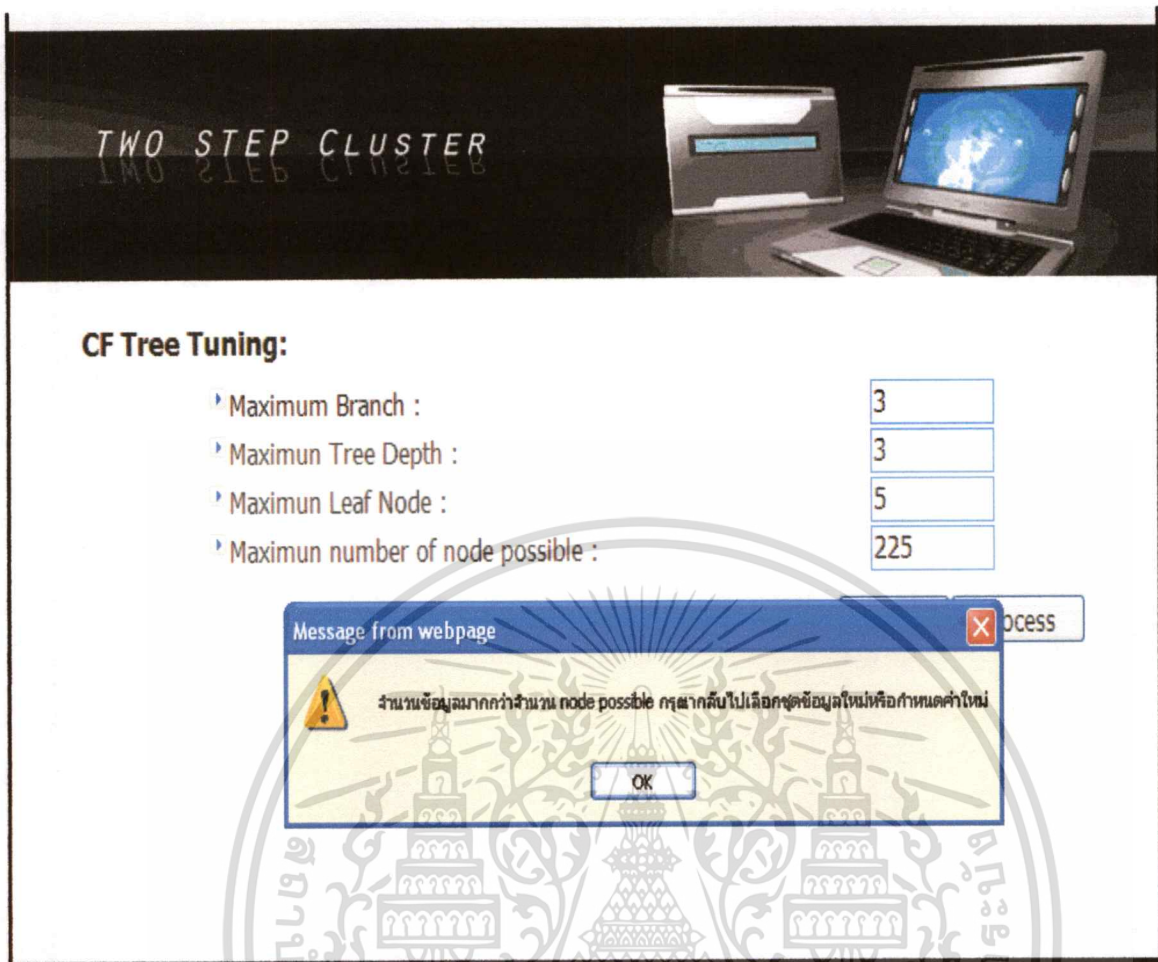 TWO STEP CLUSTER
CF Tree Tuning:
Maximum Branch :
3
Maximun Tree Depth :
3
Maximun Leaf Node :
5
Maximun number of node possible :
225
ocess
Message from webpage
จำนวนข้อมูลมากกว่าจำนวน node possible กรุณากลับไปเลือกชุดข้อมูลใหม่หรือกำหนดค่าใหม่
OK